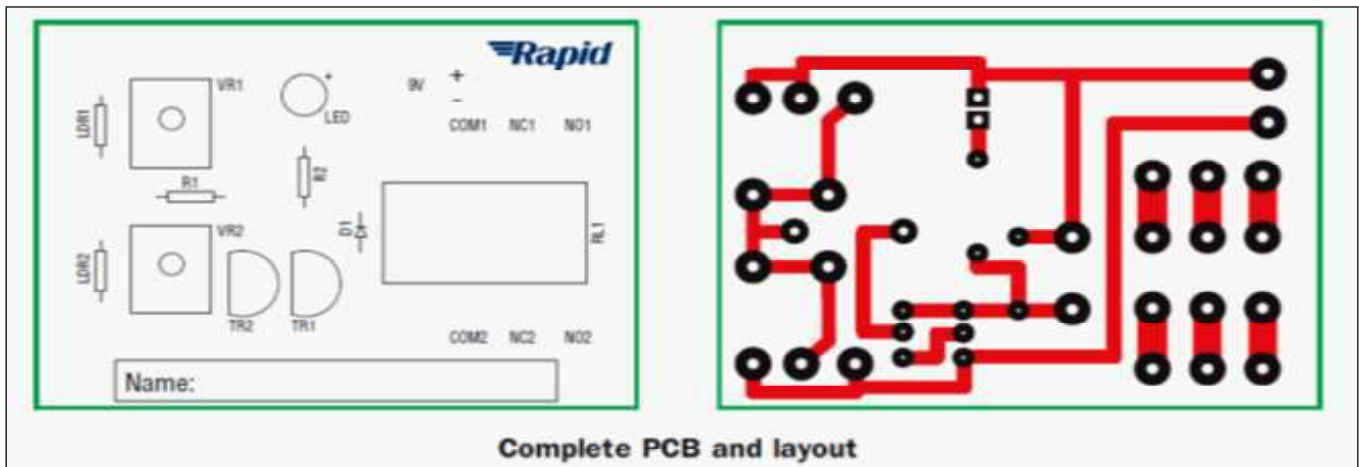 Rapid
VR1
LDR1
LED
+
9V
+
−
COM1 NC1 NO1
R1
R2
VR2
LDR2
D1
RL1
TR2 TR1
COM2 NC2 NO2
Name:
Complete PCB and layout